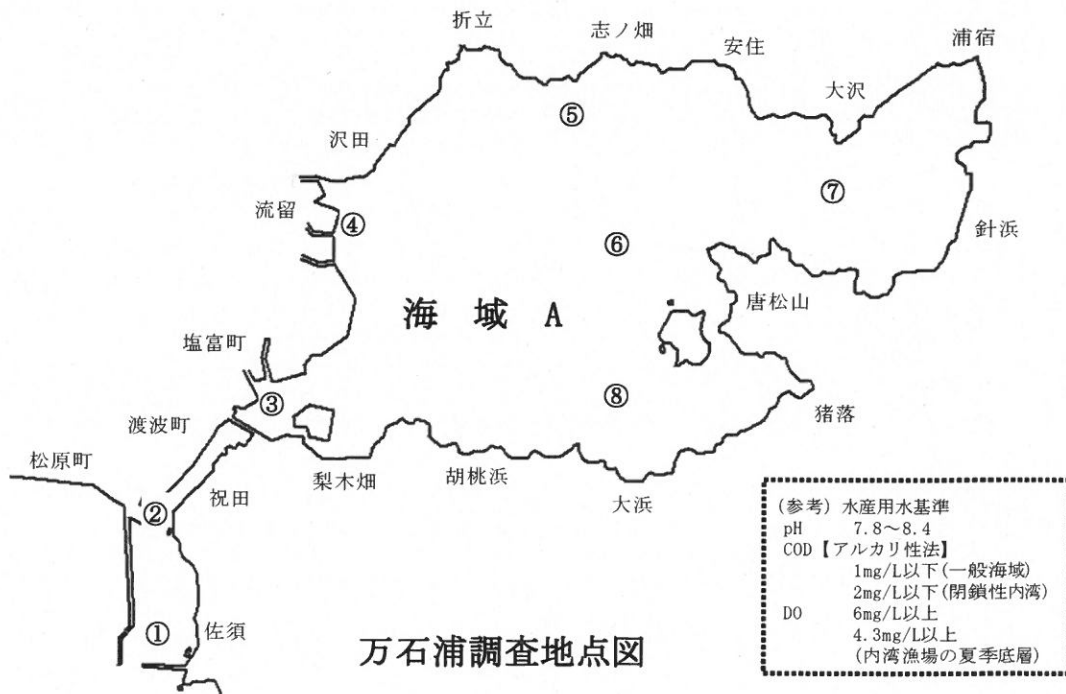 折立
志ノ畑
安住
浦宿
大沢
⑤
沢田
⑦
流留
④
針浜
⑥
唐松山
海域A
塩富町
⑧
③
猪落
渡波町
松原町
梨木畑
胡桃浜
大浜
祝田
②
①
佐須
万石浦調査地点図
(参考) 水産用水基準
pH 7.8～8.4
COD【アルカリ性法】
1mg/L以下(一般海域)
2mg/L以下(閉鎖性内湾)
DO 6mg/L以上
4.3mg/L以上
(内湾漁場の夏季底層)